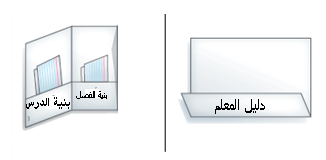 بنية الفصل
بنية الدرس
دليل المعلم